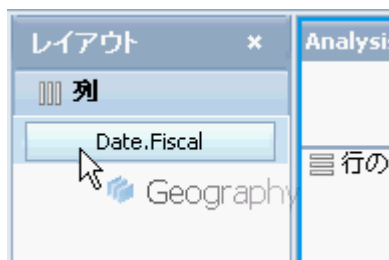 レイアウト ×
列
Date.Fiscal
Geography
Analysis
行の